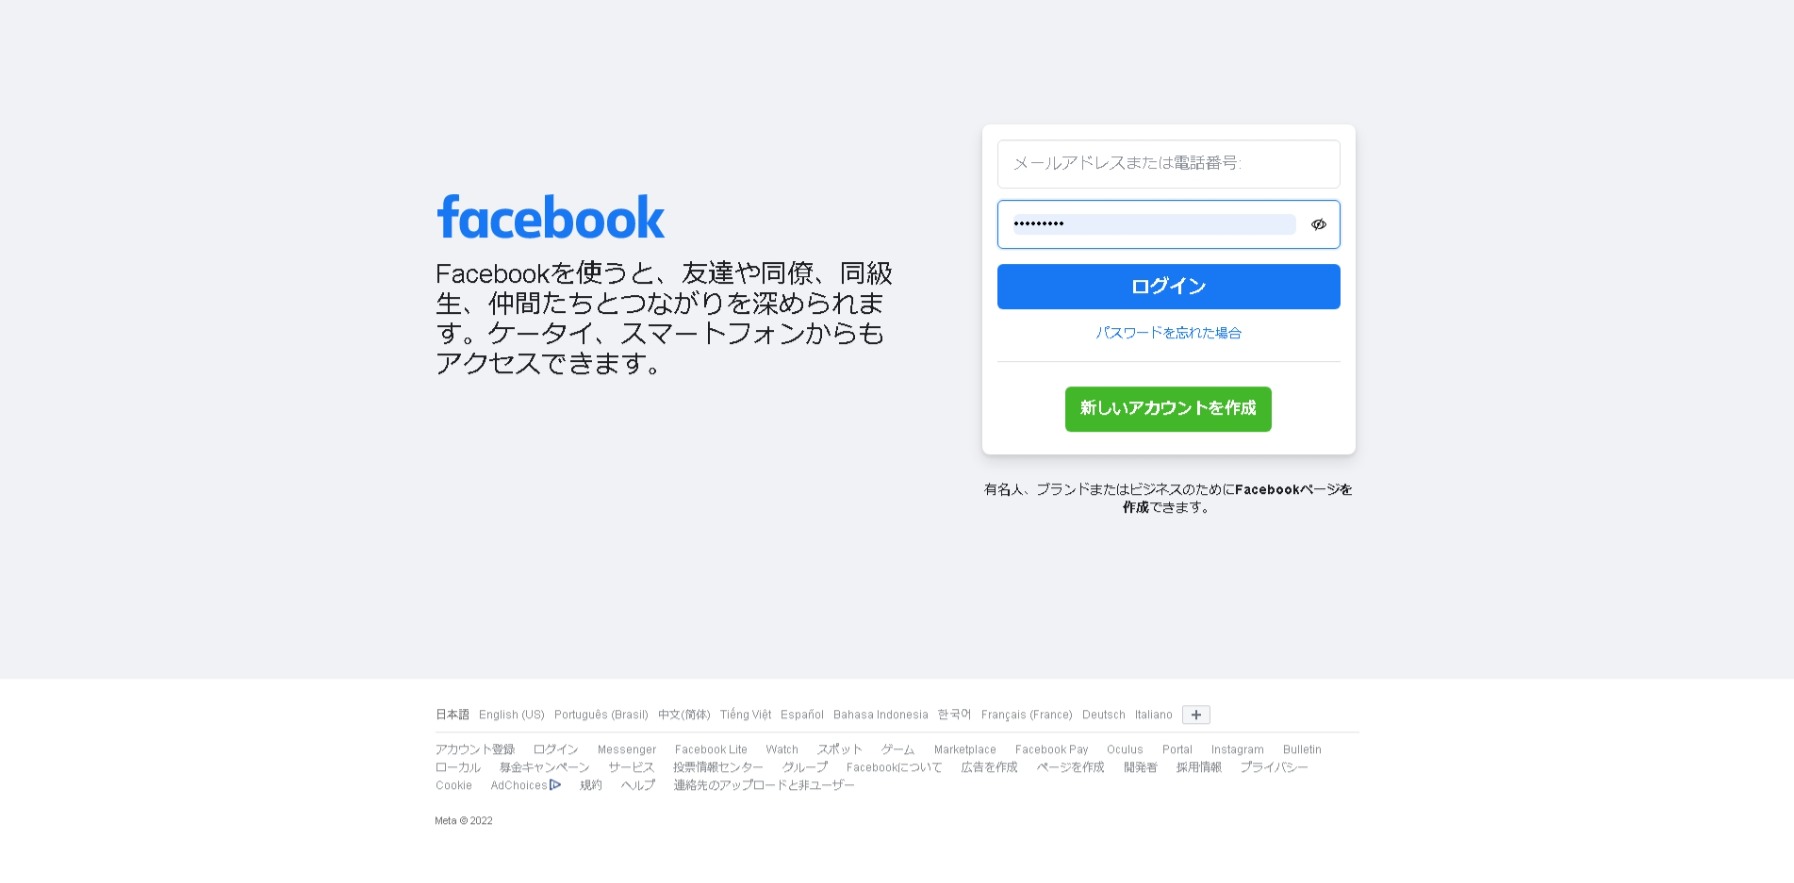 facebook
Facebookを使うと、友達や同僚、同級
生、仲間たちとつながりを深められま
す。ケータイ、スマートフォンからも
アクセスできます。
メールアドレスまたは電話番号:
•••••••••
ログイン
パスワードを忘れた場合
新しいアカウントを作成
有名人、ブランドまたはビジネスのためにFacebookページを
作成できます。
日本語 English (US) Português (Brasil) 中文(简体) Tiếng Việt Español Bahasa Indonesia 한국어 Français (France) Deutsch Italiano +
アカウント登録 ログイン Messenger Facebook Lite Watch スポット ゲーム Marketplace Facebook Pay Oculus Portal Instagram Bulletin
ローカル 募金キャンペーン サービス 投票情報センター グループ Facebookについて 広告を作成 ページを作成 開発者 採用情報 プライバシー
Cookie AdChoices 規約 ヘルプ 連絡先のアップロードと非ユーザー
Meta © 2022